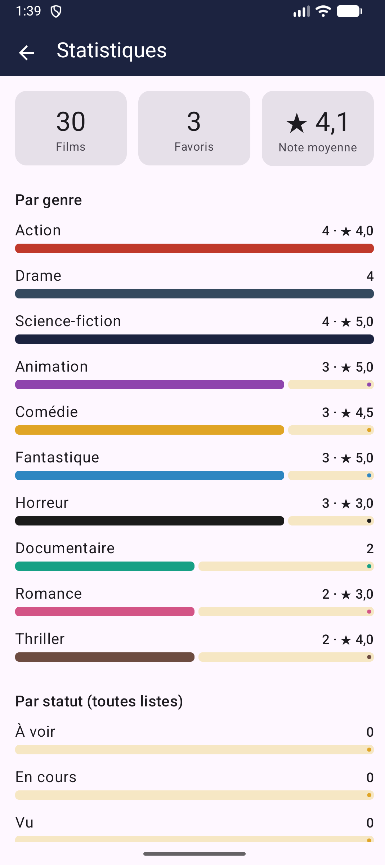 1:39
Statistiques
30
Films
3
Favoris
★ 4,1
Note moyenne
Par genre
Action 4 · ★ 4,0
Drame 4
Science-fiction 4 · ★ 5,0
Animation 3 · ★ 5,0
Comédie 3 · ★ 4,5
Fantastique 3 · ★ 5,0
Horreur 3 · ★ 3,0
Documentaire 2
Romance 2 · ★ 3,0
Thriller 2 · ★ 4,0
Par statut (toutes listes)
À voir 0
En cours 0
Vu 0